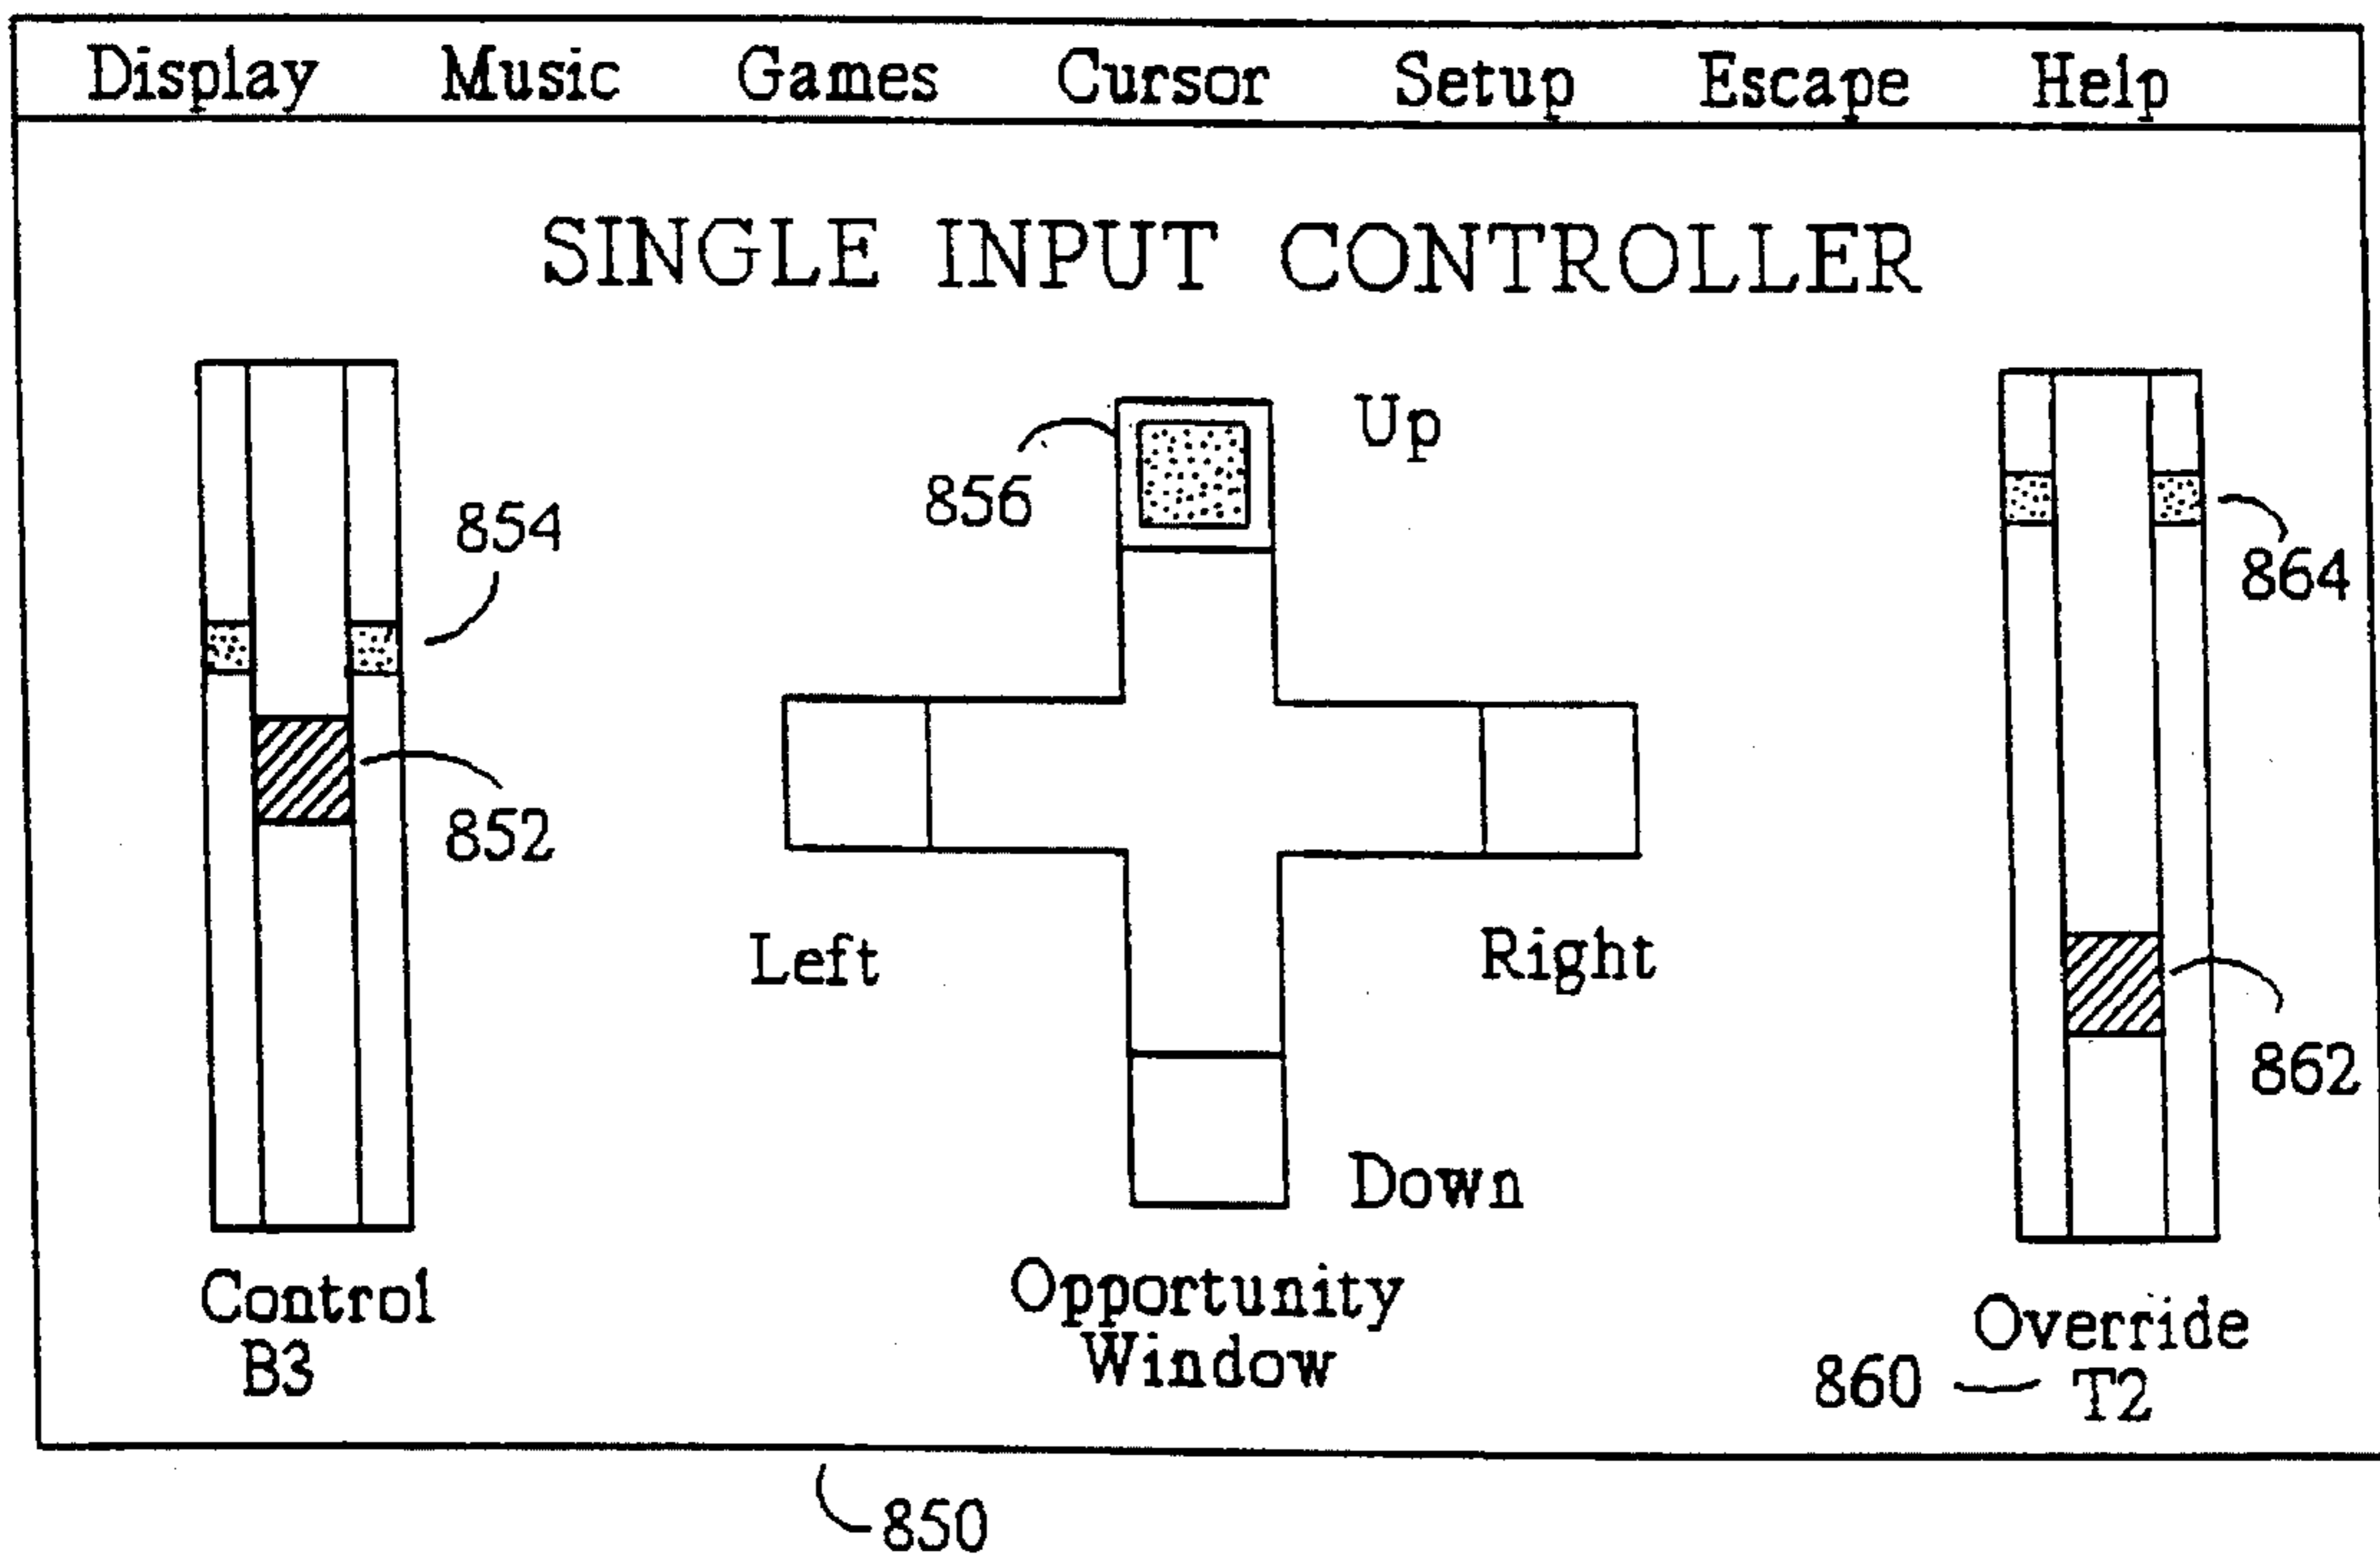 Display Music Games Cursor Setup Escape Help
SINGLE INPUT CONTROLLER
Up
856
854
864
852
Left
Right
862
Down
Control
B3
Opportunity
Window
Override
860
T2
850